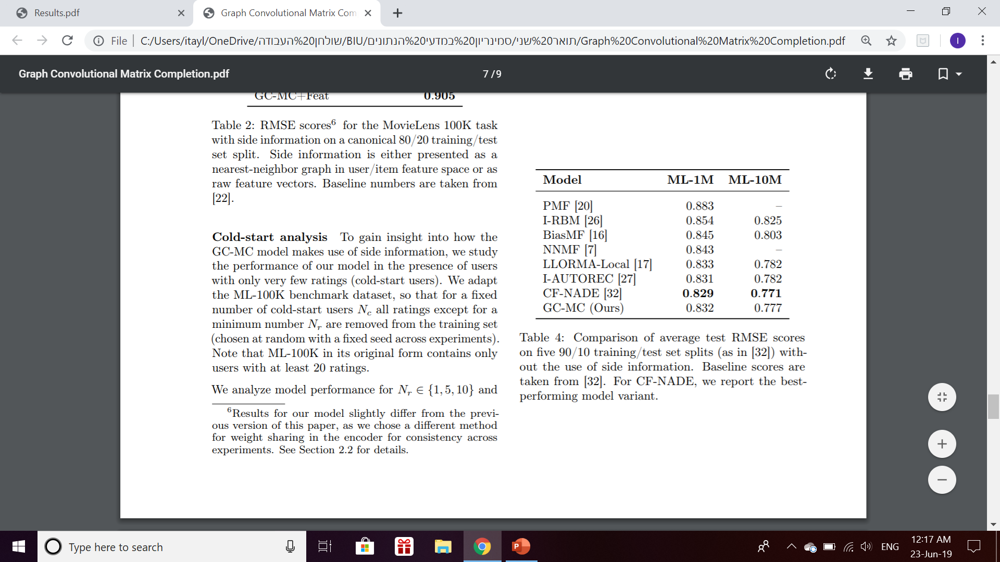 Results.pdf
Graph Convolutional Matrix Com
File
C:/Users/itayl/OneDrive/שולחן%20העבודה/BIU/תואר%20שני/סמינריון%20במדעי%20הנתונים/Graph%20Convolutional%20Matrix%20Completion.pdf
I
Graph Convolutional Matrix Completion.pdf
7 / 9
GC-MC+Feat 0.905
Table 2: RMSE scores⁶ for the MovieLens 100K task
with side information on a canonical 80/20 training/test
set split. Side information is either presented as a
nearest-neighbor graph in user/item feature space or as
raw feature vectors. Baseline numbers are taken from
[22].
Cold-start analysis To gain insight into how the
GC-MC model makes use of side information, we study
the performance of our model in the presence of users
with only very few ratings (cold-start users). We adapt
the ML-100K benchmark dataset, so that for a fixed
number of cold-start users N_c all ratings except for a
minimum number N_r are removed from the training set
(chosen at random with a fixed seed across experiments).
Note that ML-100K in its original form contains only
users with at least 20 ratings.
We analyze model performance for N_r ∈ {1, 5, 10} and
⁶Results for our model slightly differ from the previ-
ous version of this paper, as we chose a different method
for weight sharing in the encoder for consistency across
experiments. See Section 2.2 for details.
Model ML-1M ML-10M
PMF [20] 0.883 –
I-RBM [26] 0.854 0.825
BiasMF [16] 0.845 0.803
NNMF [7] 0.843 –
LLORMA-Local [17] 0.833 0.782
I-AUTOREC [27] 0.831 0.782
CF-NADE [32] 0.829 0.771
GC-MC (Ours) 0.832 0.777
Table 4: Comparison of average test RMSE scores
on five 90/10 training/test set splits (as in [32]) with-
out the use of side information. Baseline scores are
taken from [32]. For CF-NADE, we report the best-
performing model variant.
Type here to search
P
ENG
12:17 AM
23-Jun-19